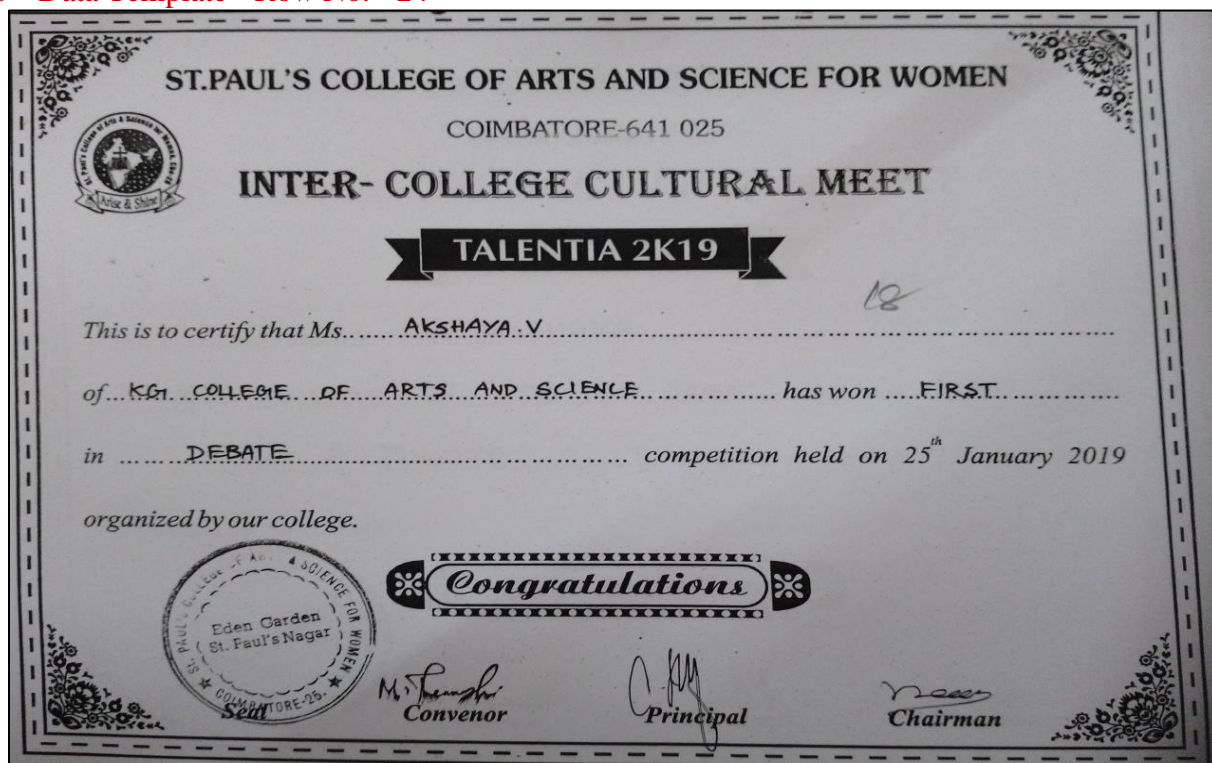 Data Template - Row No. - 24
ST.PAUL'S COLLEGE OF ARTS AND SCIENCE FOR WOMEN
COIMBATORE-641 025
Arise & Shine
INTER- COLLEGE CULTURAL MEET
TALENTIA 2K19
18
This is to certify that Ms....... AKSHAYA.V
of...KG COLLEGE OF ARTS AND SCIENCE has won .....FIRST
in ......DEBATE competition held on 25th January 2019
organized by our college.
Congratulations
ST. PAUL'S COLLEGE OF ART & SCIENCE FOR WOMEN
Eden Garden
St. Paul's Nagar
COIMBATORE-25.
Seal
Convenor
Principal
Chairman